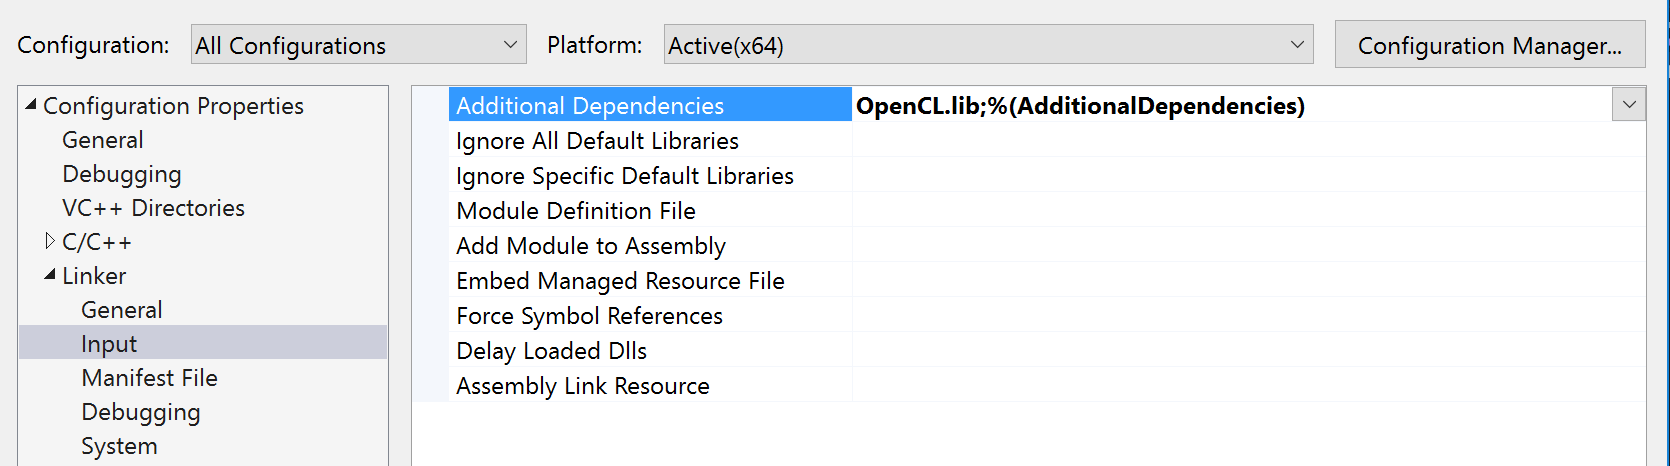 Configuration: All Configurations Platform: Active(x64) Configuration Manager...
Configuration Properties
General
Debugging
VC++ Directories
C/C++
Linker
General
Input
Manifest File
Debugging
System
Additional Dependencies OpenCL.lib;%(AdditionalDependencies)
Ignore All Default Libraries
Ignore Specific Default Libraries
Module Definition File
Add Module to Assembly
Embed Managed Resource File
Force Symbol References
Delay Loaded Dlls
Assembly Link Resource